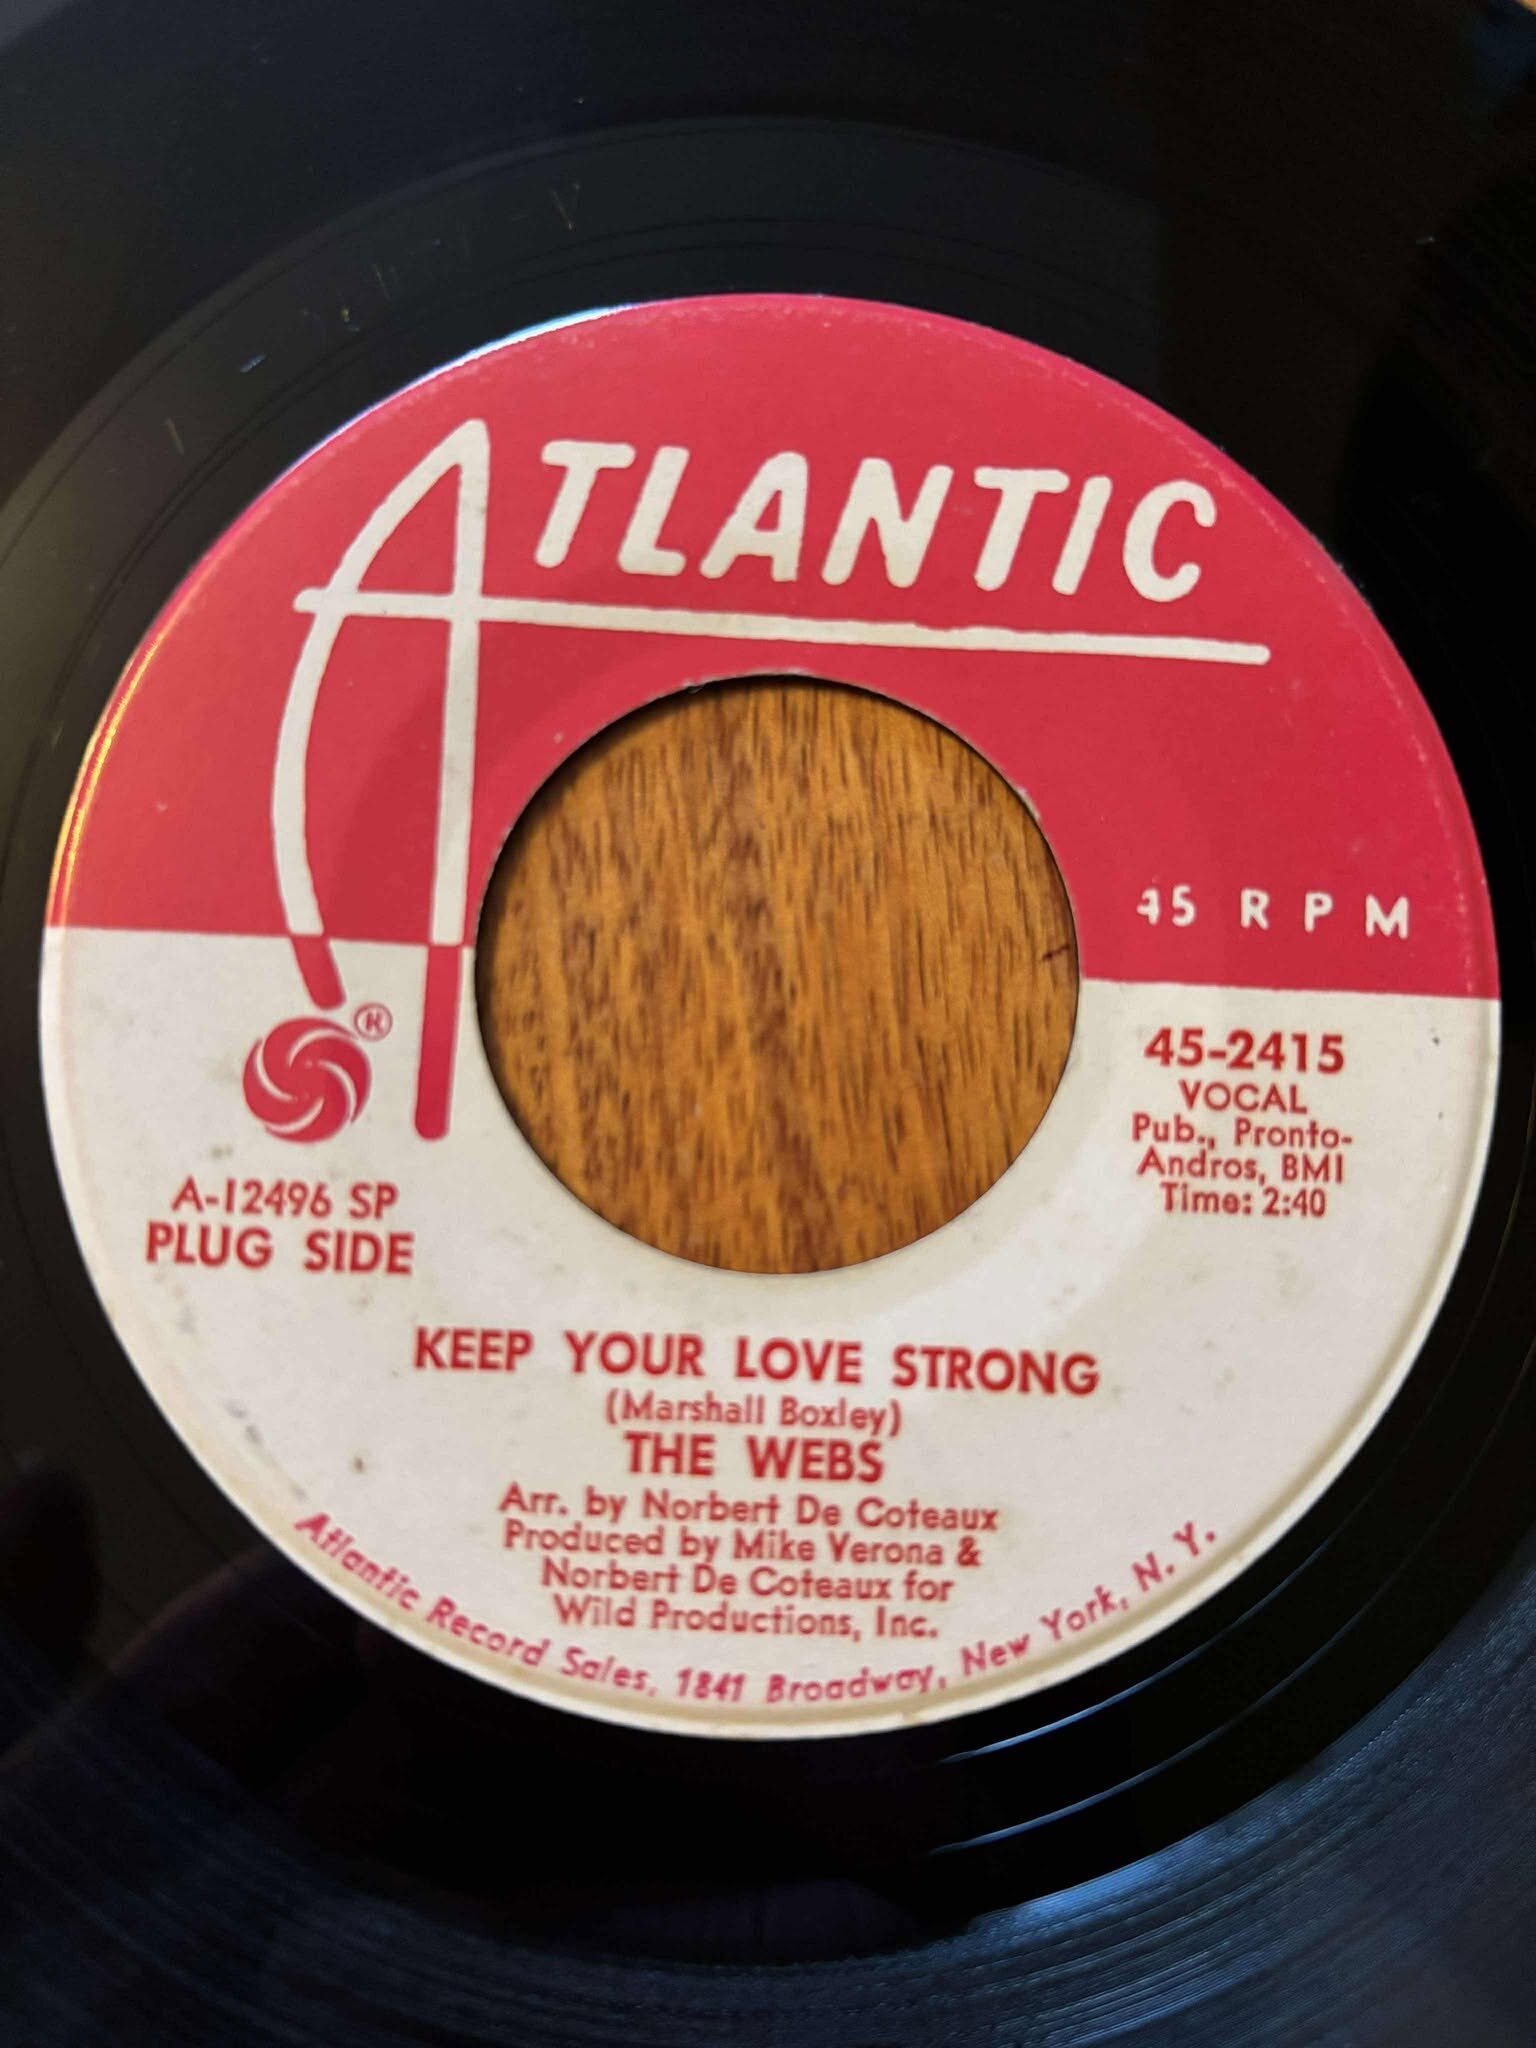 ATLANTIC
45 RPM
®
45-2415
VOCAL
Pub., Pronto-
Andros, BMI
Time: 2:40
A-12496 SP
PLUG SIDE
KEEP YOUR LOVE STRONG
(Marshall Boxley)
THE WEBS
Arr. by Norbert De Coteaux
Produced by Mike Verona &
Norbert De Coteaux for
Wild Productions, Inc.
Atlantic Record Sales, 1841 Broadway, New York, N. Y.